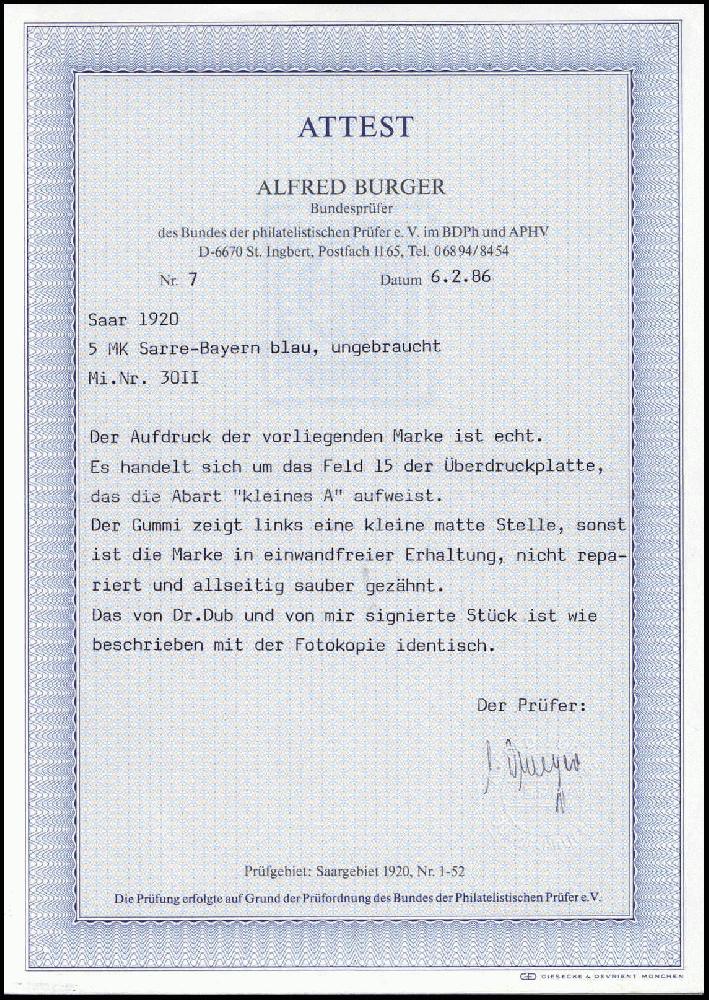 ATTEST
ALFRED BURGER
Bundesprüfer
des Bundes der philatelistischen Prüfer e. V. im BDPh und APHV
D-6670 St. Ingbert, Postfach 1165, Tel. 06894/8454
Nr. 7 Datum 6.2.86
Saar 1920
5 MK Sarre-Bayern blau, ungebraucht
Mi.Nr. 30II
Der Aufdruck der vorliegenden Marke ist echt.
Es handelt sich um das Feld 15 der Überdruckplatte,
das die Abart "kleines A" aufweist.
Der Gummi zeigt links eine kleine matte Stelle, sonst
ist die Marke in einwandfreier Erhaltung, nicht repa-
riert und allseitig sauber gezähnt.
Das von Dr.Dub und von mir signierte Stück ist wie
beschrieben mit der Fotokopie identisch.
Der Prüfer:
Prüfgebiet: Saargebiet 1920, Nr. 1-52
Die Prüfung erfolgte auf Grund der Prüfordnung des Bundes der Philatelistischen Prüfer e.V.
GIESECKE & DEVRIENT MÜNCHEN